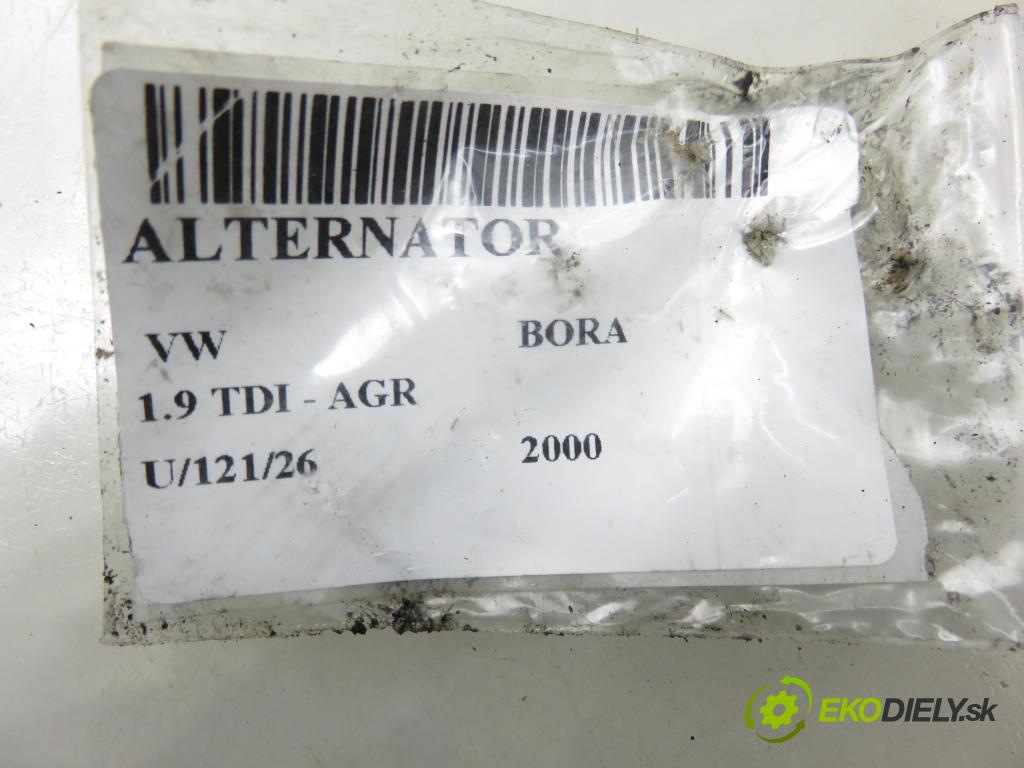 ALTERNATOR
VW BORA
1.9 TDI - AGR
U/121/26 2000
EKODIELY.sk